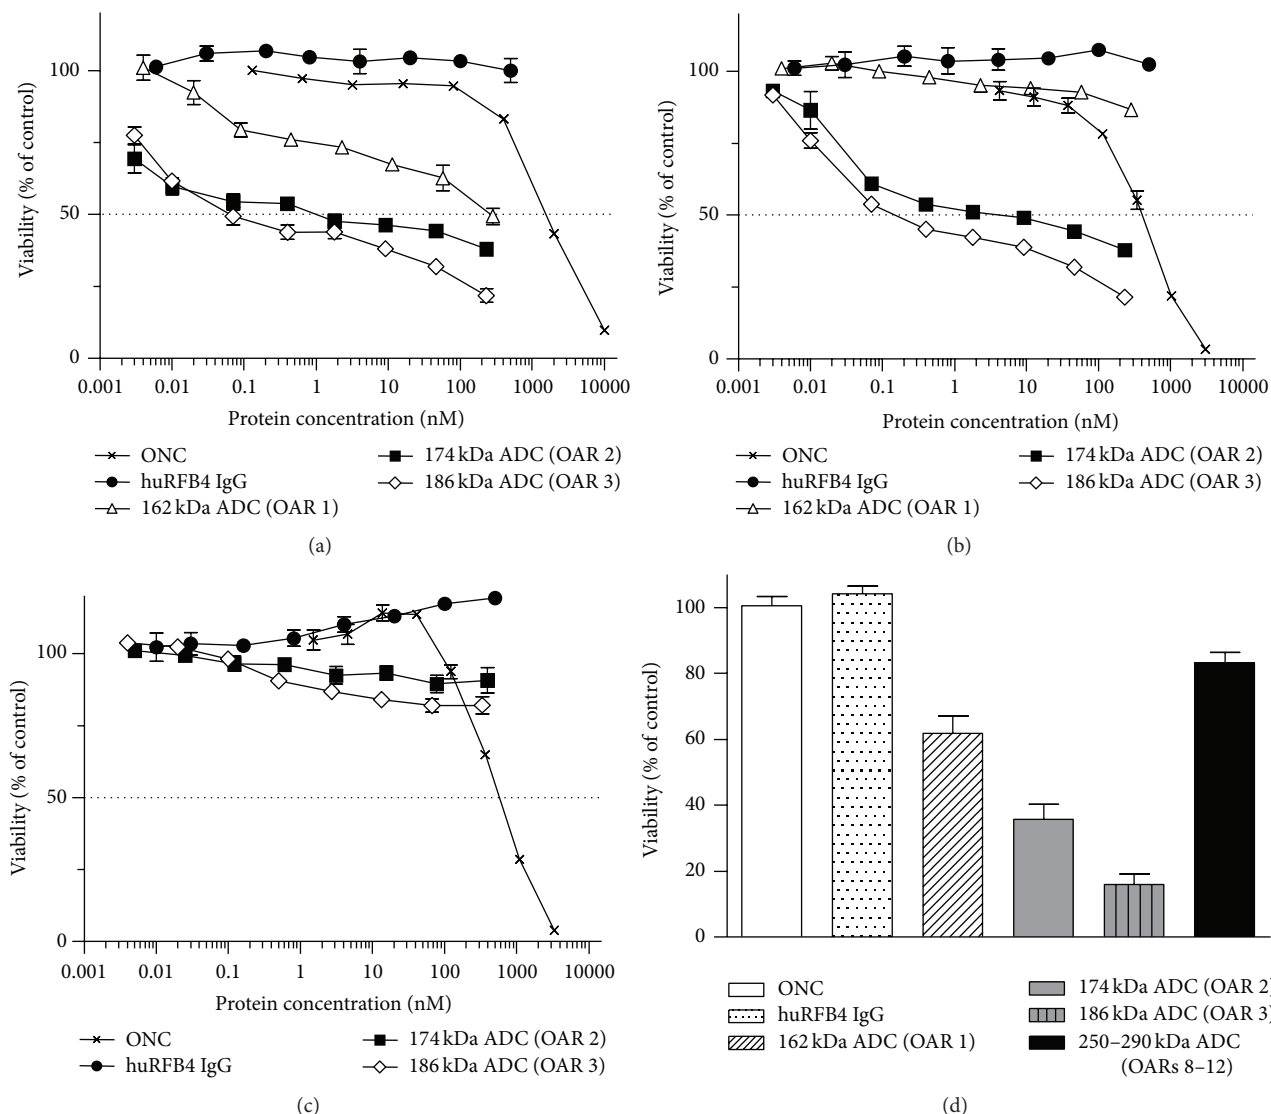 100
50
0
Viability (% of control)
0.001 0.01 0.1 1 10 100 1000 10000
Protein concentration (nM)
ONC
huRFB4 IgG
162 kDa ADC (OAR 1)
174 kDa ADC (OAR 2)
186 kDa ADC (OAR 3)
(a)
100
50
0
Viability (% of control)
0.001 0.01 0.1 1 10 100 1000 10000
Protein concentration (nM)
ONC
huRFB4 IgG
162 kDa ADC (OAR 1)
174 kDa ADC (OAR 2)
186 kDa ADC (OAR 3)
(b)
100
50
0
Viability (% of control)
0.001 0.01 0.1 1 10 100 1000 10000
Protein concentration (nM)
ONC
huRFB4 IgG
174 kDa ADC (OAR 2)
186 kDa ADC (OAR 3)
(c)
100
80
60
40
20
0
Viability (% of control)
ONC
huRFB4 IgG
162 kDa ADC (OAR 1)
174 kDa ADC (OAR 2)
186 kDa ADC (OAR 3)
250–290 kDa ADC
(OARs 8–12)
(d)